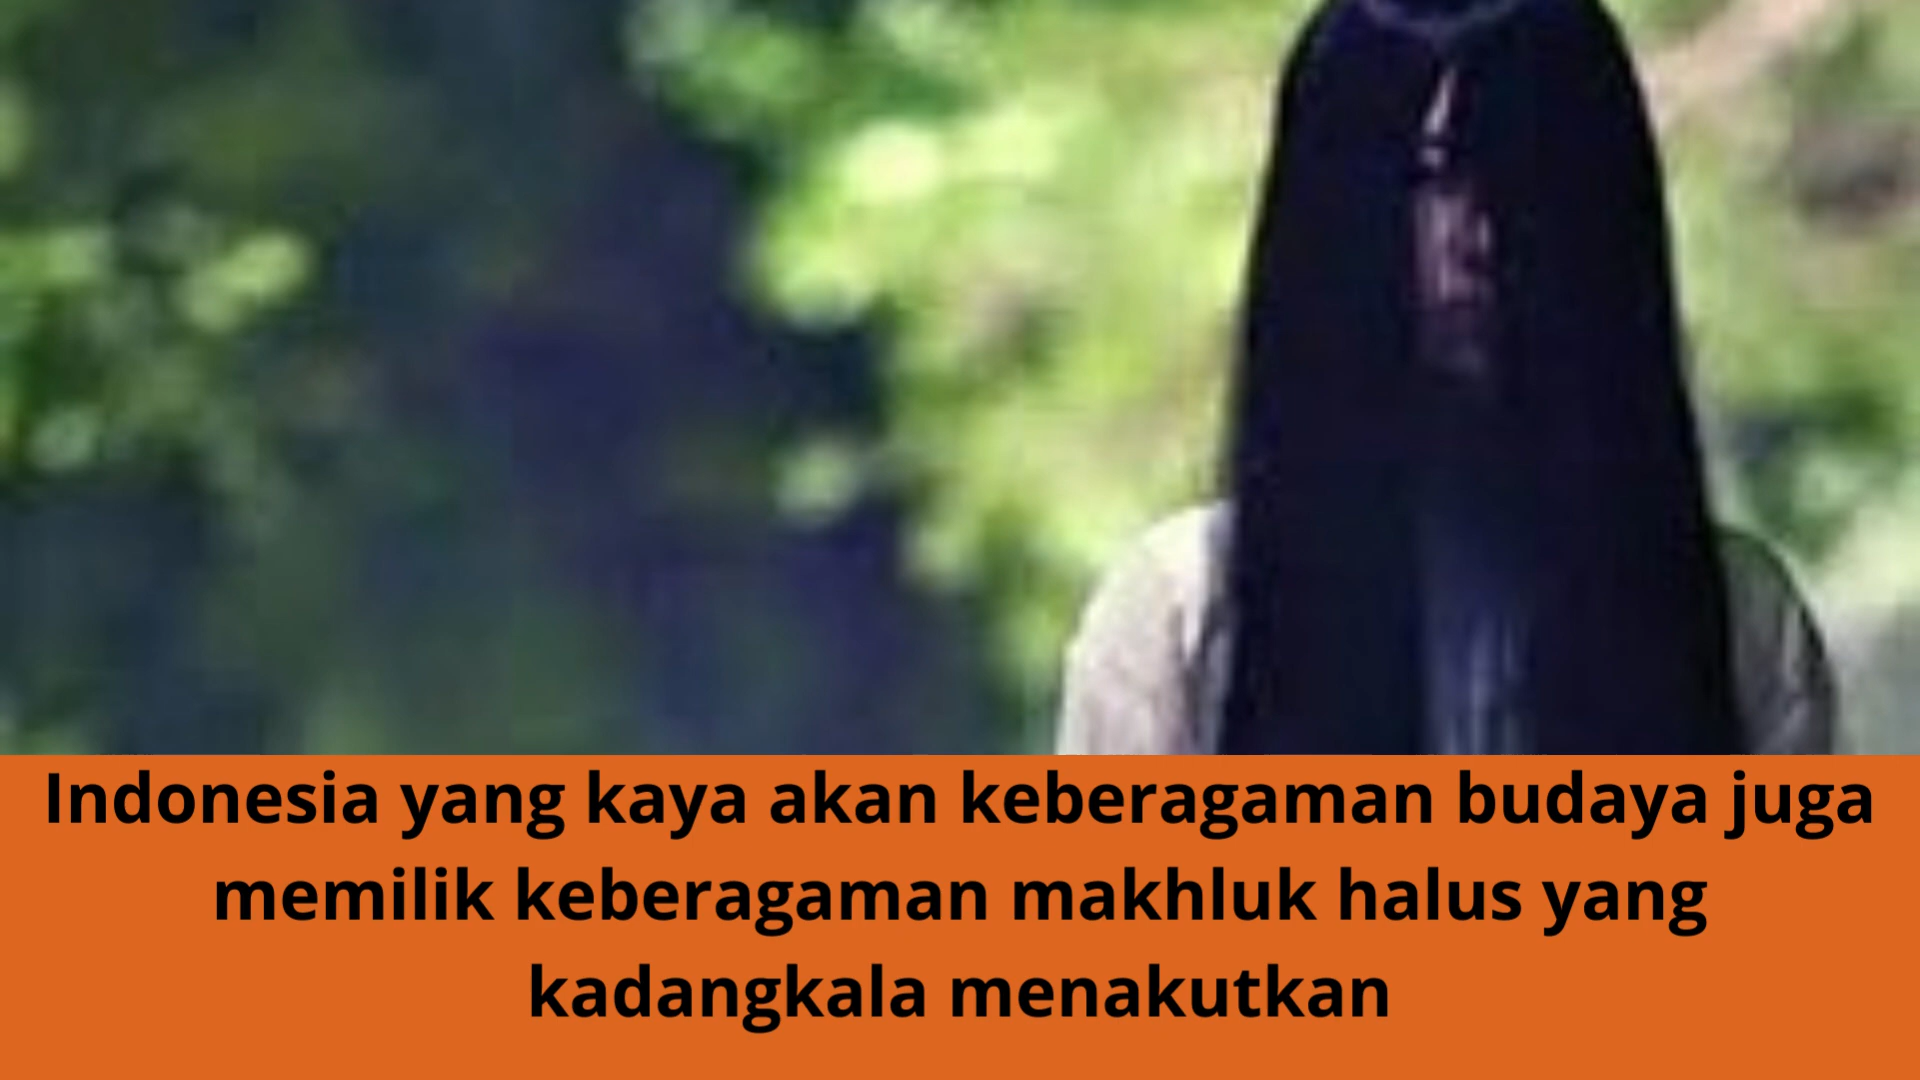 Indonesia yang kaya akan keberagaman budaya juga
memilik keberagaman makhluk halus yang
kadangkala menakutkan